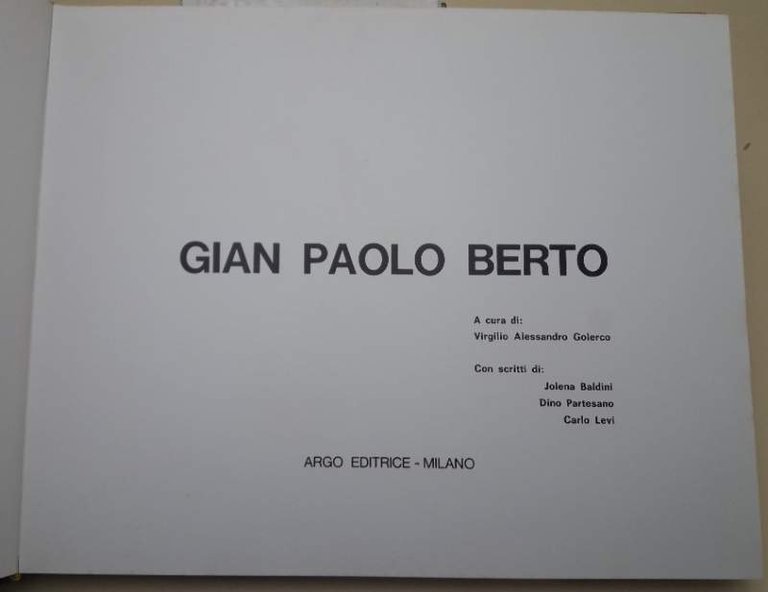 GIAN PAOLO BERTO
A cura di:
Virgilio Alessandro Golerco
Con scritti di:
Jolena Baldini
Dino Partesano
Carlo Levi
ARGO EDITRICE - MILANO